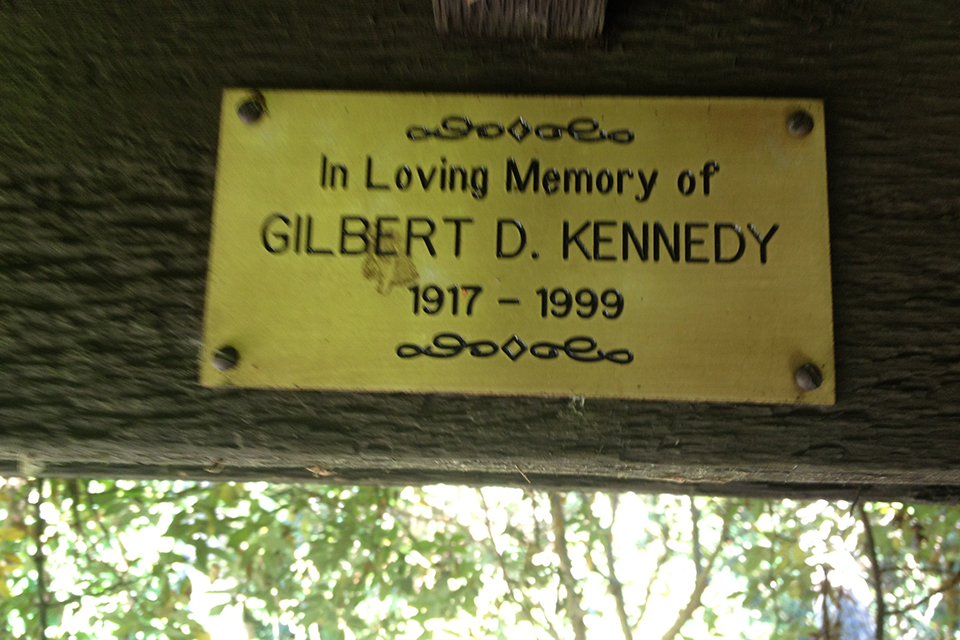 In Loving Memory of
GILBERT D. KENNEDY
1917 – 1999